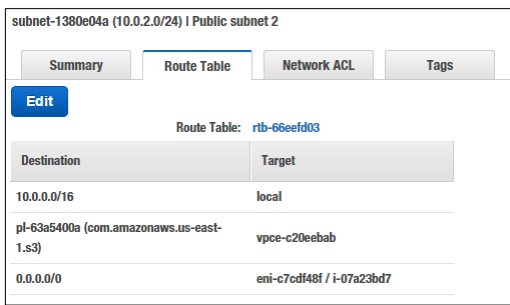 subnet-1380e04a (10.0.2.0/24) | Public subnet 2
Summary
Route Table
Network ACL
Tags
Edit
Route Table: rtb-66eefd03
Destination
Target
10.0.0.0/16
local
pl-63a5400a (com.amazonaws.us-east-
1.s3)
vpce-c20eebab
0.0.0.0/0
eni-c7cdf48f / i-07a23bd7